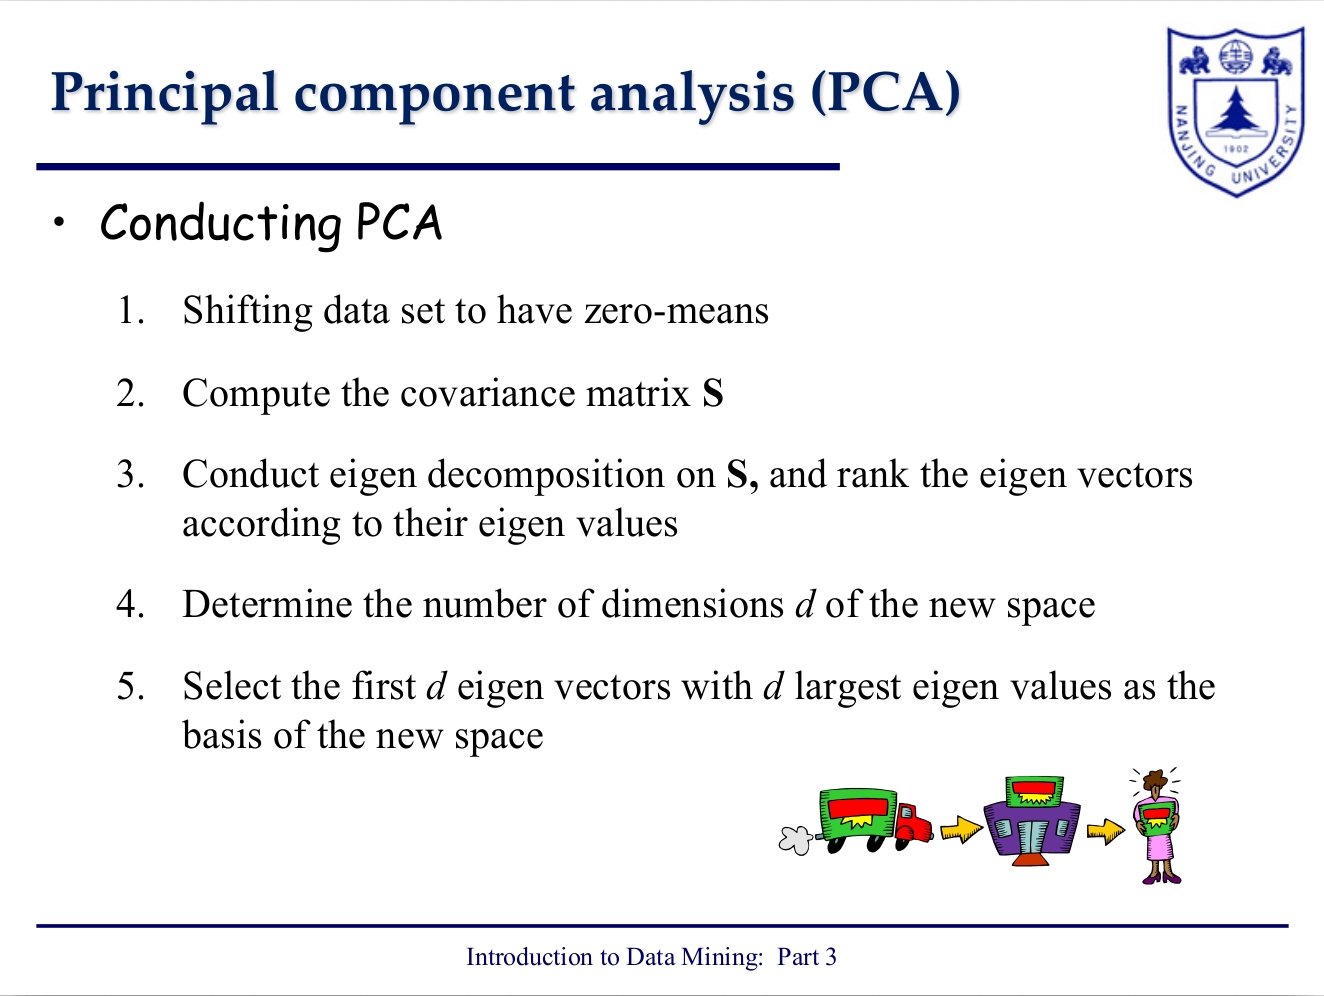 Principal component analysis (PCA)
NANJING UNIVERSITY
1902
• Conducting PCA
1. Shifting data set to have zero-means
2. Compute the covariance matrix S
3. Conduct eigen decomposition on S, and rank the eigen vectors
according to their eigen values
4. Determine the number of dimensions d of the new space
5. Select the first d eigen vectors with d largest eigen values as the
basis of the new space
Introduction to Data Mining: Part 3